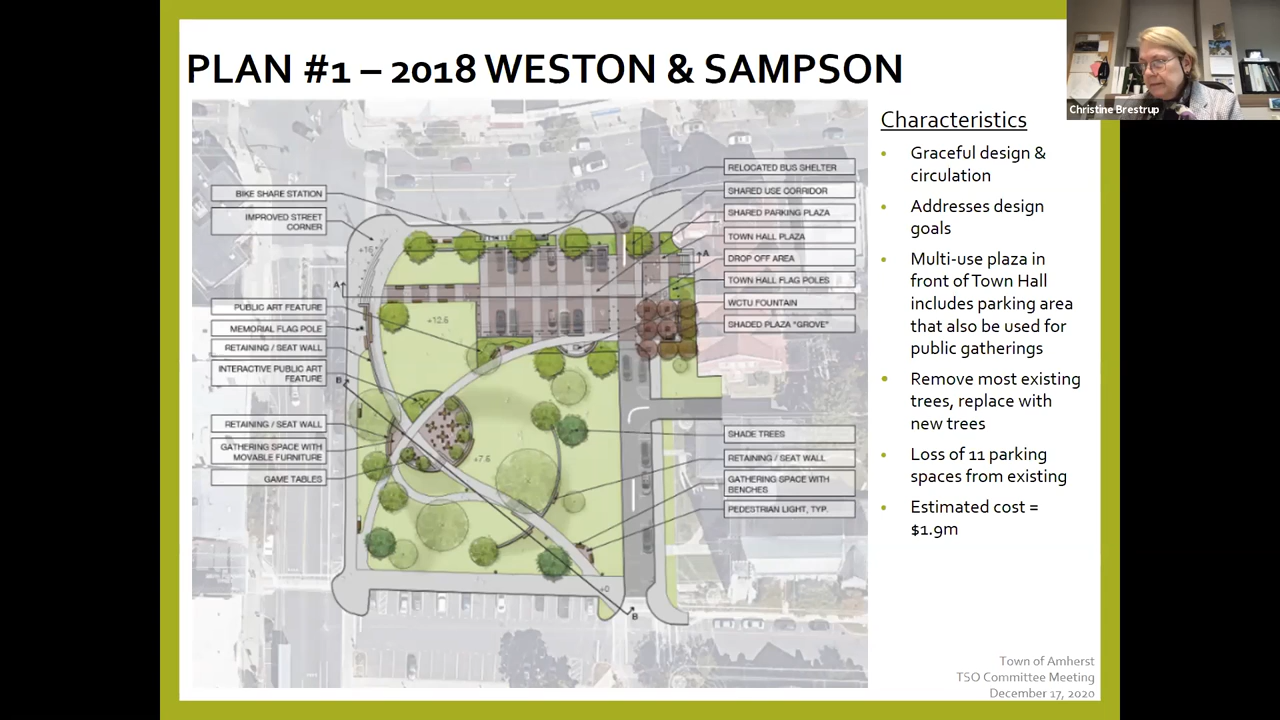 PLAN #1 – 2018 WESTON & SAMPSON
Christine Brestrup
BIKE SHARE STATION
IMPROVED STREET
CORNER
PUBLIC ART FEATURE
MEMORIAL FLAG POLE
RETAINING / SEAT WALL
INTERACTIVE PUBLIC ART
FEATURE
RETAINING / SEAT WALL
GATHERING SPACE WITH
MOVABLE FURNITURE
GAME TABLES
A
B
+12.6
+7.6
+0
A
B
RELOCATED BUS SHELTER
SHARED USE CORRIDOR
SHARED PARKING PLAZA
TOWN HALL PLAZA
DROP OFF AREA
TOWN HALL FLAG POLES
WCTU FOUNTAIN
SHADED PLAZA "GROVE"
SHADE TREES
RETAINING / SEAT WALL
GATHERING SPACE WITH
BENCHES
PEDESTRIAN LIGHT, TYP.
Characteristics
• Graceful design &
circulation
• Addresses design
goals
• Multi-use plaza in
front of Town Hall
includes parking area
that also be used for
public gatherings
• Remove most existing
trees, replace with
new trees
• Loss of 11 parking
spaces from existing
• Estimated cost =
$1.9m
Town of Amherst
TSO Committee Meeting
December 17, 2020